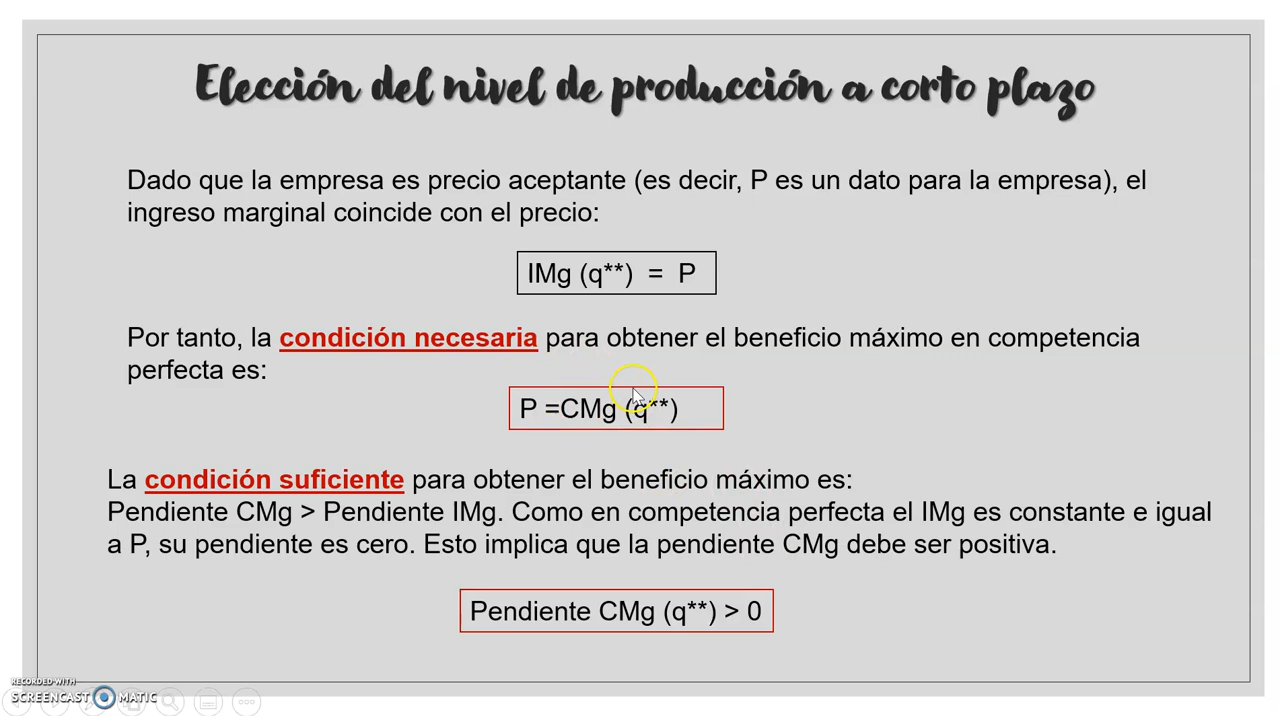 Elección del nivel de producción a corto plazo
Dado que la empresa es precio aceptante (es decir, P es un dato para la empresa), el
ingreso marginal coincide con el precio:
IMg (q**) = P
Por tanto, la condición necesaria para obtener el beneficio máximo en competencia
perfecta es:
P =CMg (q**)
La condición suficiente para obtener el beneficio máximo es:
Pendiente CMg > Pendiente IMg. Como en competencia perfecta el IMg es constante e igual
a P, su pendiente es cero. Esto implica que la pendiente CMg debe ser positiva.
Pendiente CMg (q**) > 0
RECORDED WITH
SCREENCAST MATIC